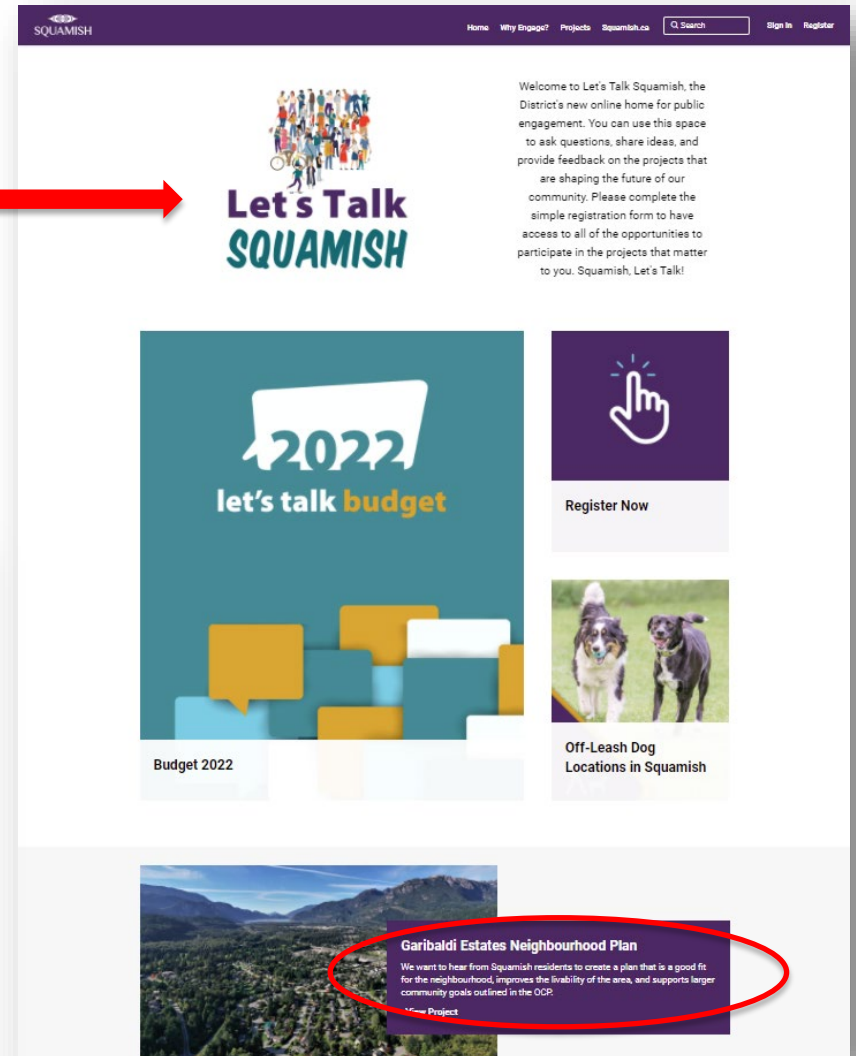 SQUAMISH
Home Why Engage? Projects Squamish.ca Search Sign In Register
Let's Talk
SQUAMISH
Welcome to Let's Talk Squamish, the
District's new online home for public
engagement. You can use this space
to ask questions, share ideas, and
provide feedback on the projects that
are shaping the future of our
community. Please complete the
simple registration form to have
access to all of the opportunities to
participate in the projects that matter
to you. Squamish, Let's Talk!
2022
let's talk budget
Budget 2022
Register Now
Off-Leash Dog
Locations in Squamish
Garibaldi Estates Neighbourhood Plan
We want to hear from Squamish residents to create a plan that is a good fit
for the neighbourhood, improves the livability of the area, and supports larger
community goals outlined in the OCP.
View Project